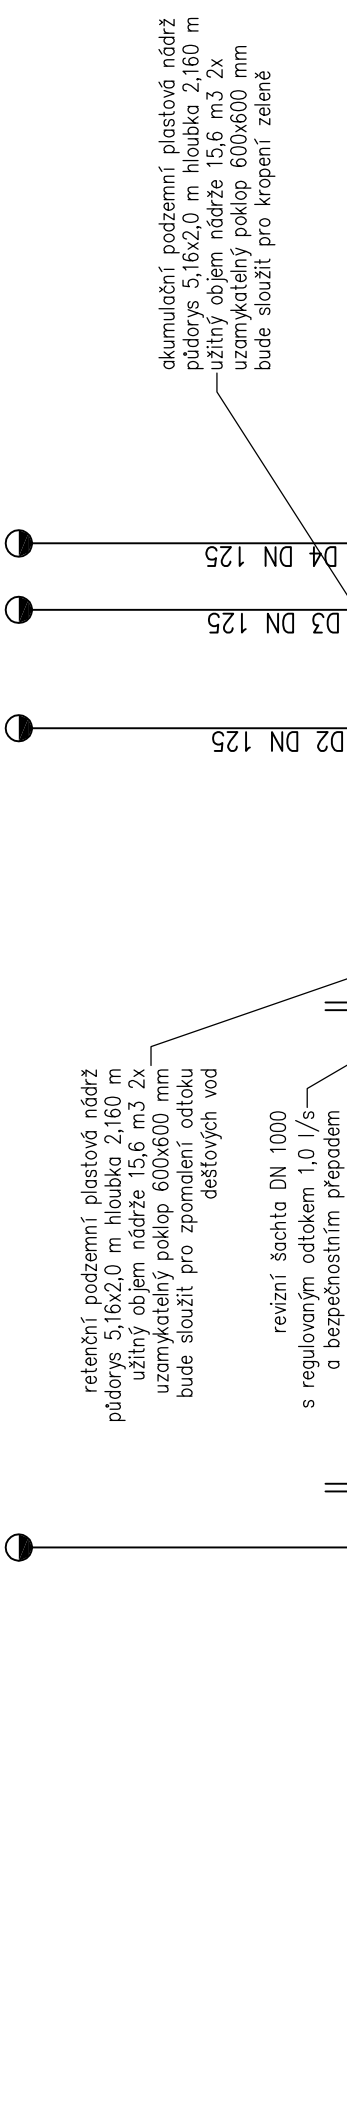 akumulační podzemní plastová nádrž
půdorys 5,16x2,0 m hloubka 2,160 m
užitný objem nádrže 15,6 m3 2x
uzamykatelný poklop 600x600 mm
bude sloužit pro kropení zeleně
D4 DN 125
D3 DN 125
D2 DN 125
retenční podzemní plastová nádrž
půdorys 5,16x2,0 m hloubka 2,160 m
užitný objem nádrže 15,6 m3 2x
uzamykatelný poklop 600x600 mm
bude sloužit pro zpomalení odtoku
dešťových vod
revizní šachta DN 1000
s regulovaným odtokem 1,0 l/s
a bezpečnostním přepadem